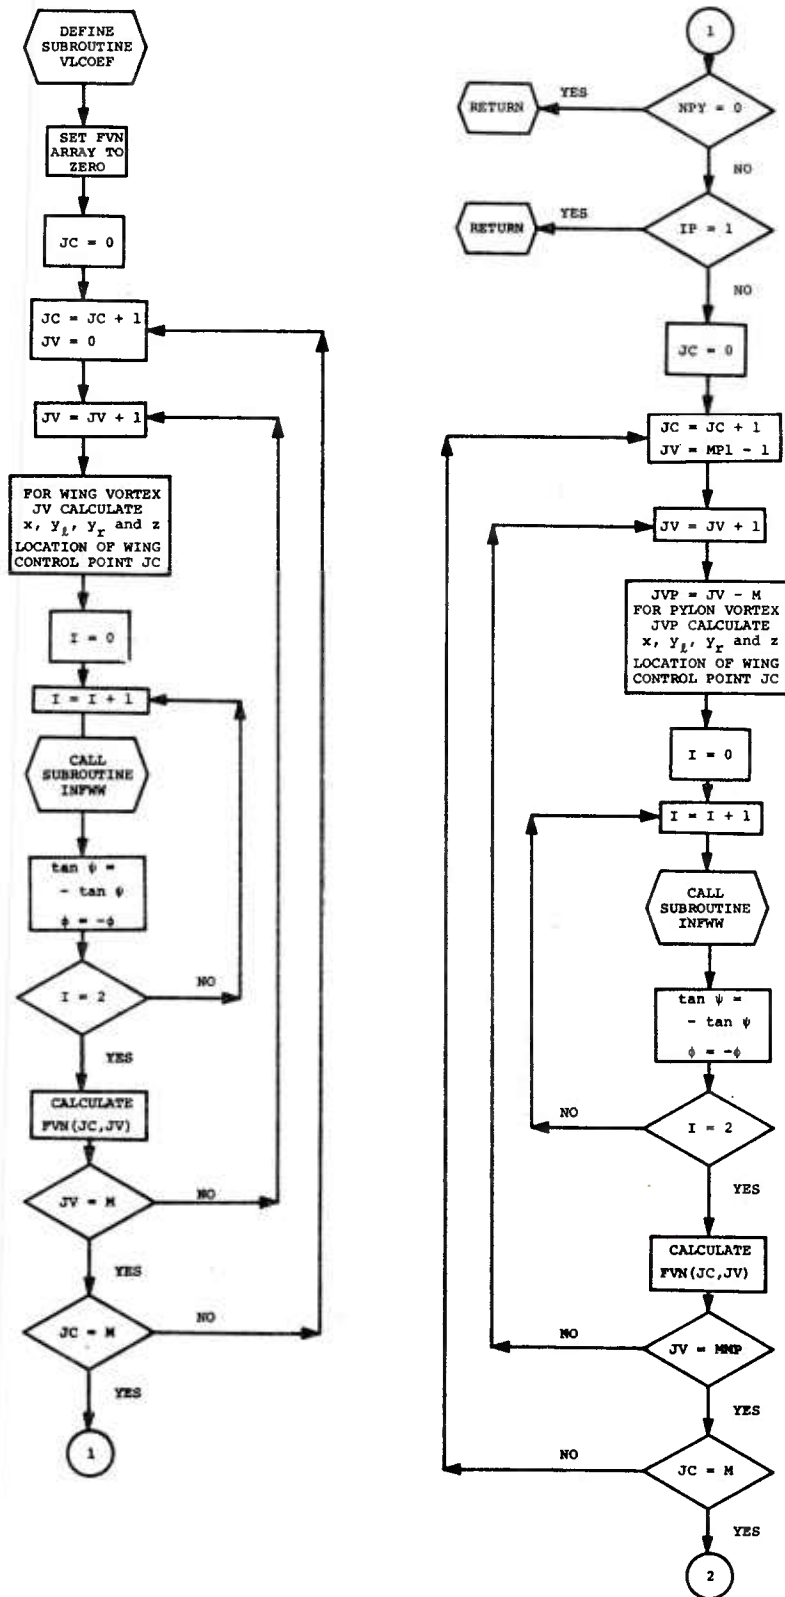 DEFINE
SUBROUTINE
VLCOEF
SET FVN
ARRAY TO
ZERO
JC = 0
JC = JC + 1
JV = 0
JV = JV + 1
FOR WING VORTEX
JV CALCULATE
x, yℓ, yr and z
LOCATION OF WING
CONTROL POINT JC
I = 0
I = I + 1
CALL
SUBROUTINE
INFWW
tan ψ =
- tan ψ
ϕ = -ϕ
I = 2
NO
YES
CALCULATE
FVN(JC,JV)
JV = M
NO
YES
JC = M
NO
YES
1
1
NPY = 0
YES
RETURN
NO
IP = 1
YES
RETURN
NO
JC = 0
JC = JC + 1
JV = MP1 - 1
JV = JV + 1
JVP = JV - M
FOR PYLON VORTEX
JVP CALCULATE
x, yℓ, yr and z
LOCATION OF WING
CONTROL POINT JC
I = 0
I = I + 1
CALL
SUBROUTINE
INFWW
tan ψ =
- tan ψ
ϕ = -ϕ
I = 2
NO
YES
CALCULATE
FVN(JC,JV)
JV = MMP
NO
YES
JC = M
NO
YES
2